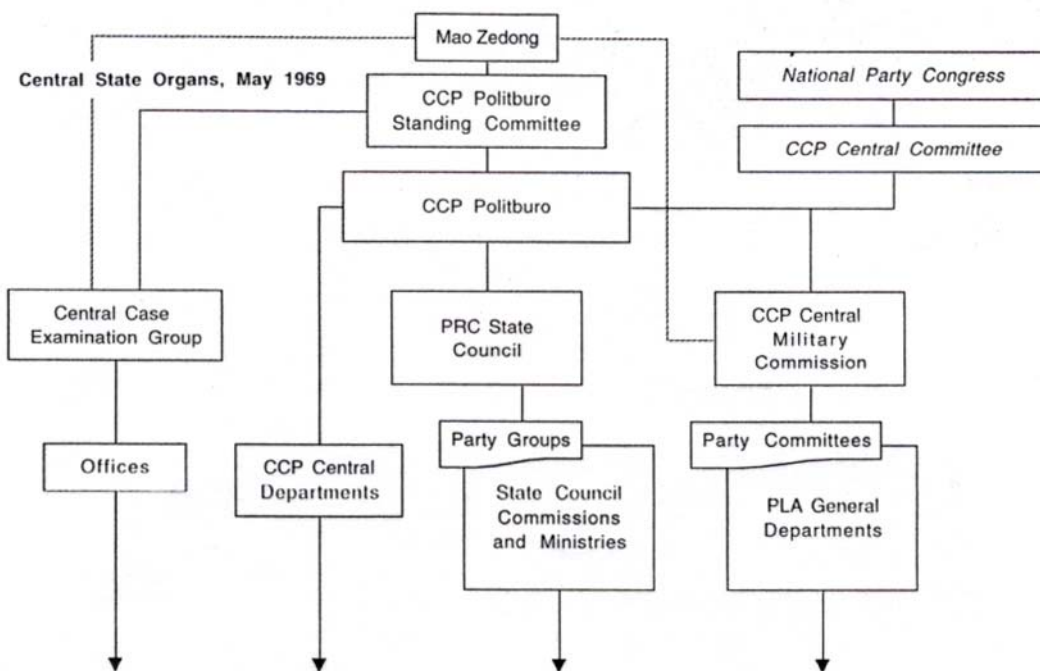 Mao Zedong
Central State Organs, May 1969
National Party Congress
CCP Politburo
Standing Committee
CCP Central Committee
CCP Politburo
Central Case
Examination Group
PRC State
Council
CCP Central
Military
Commission
Offices
CCP Central
Departments
Party Groups
State Council
Commissions
and Ministries
Party Committees
PLA General
Departments